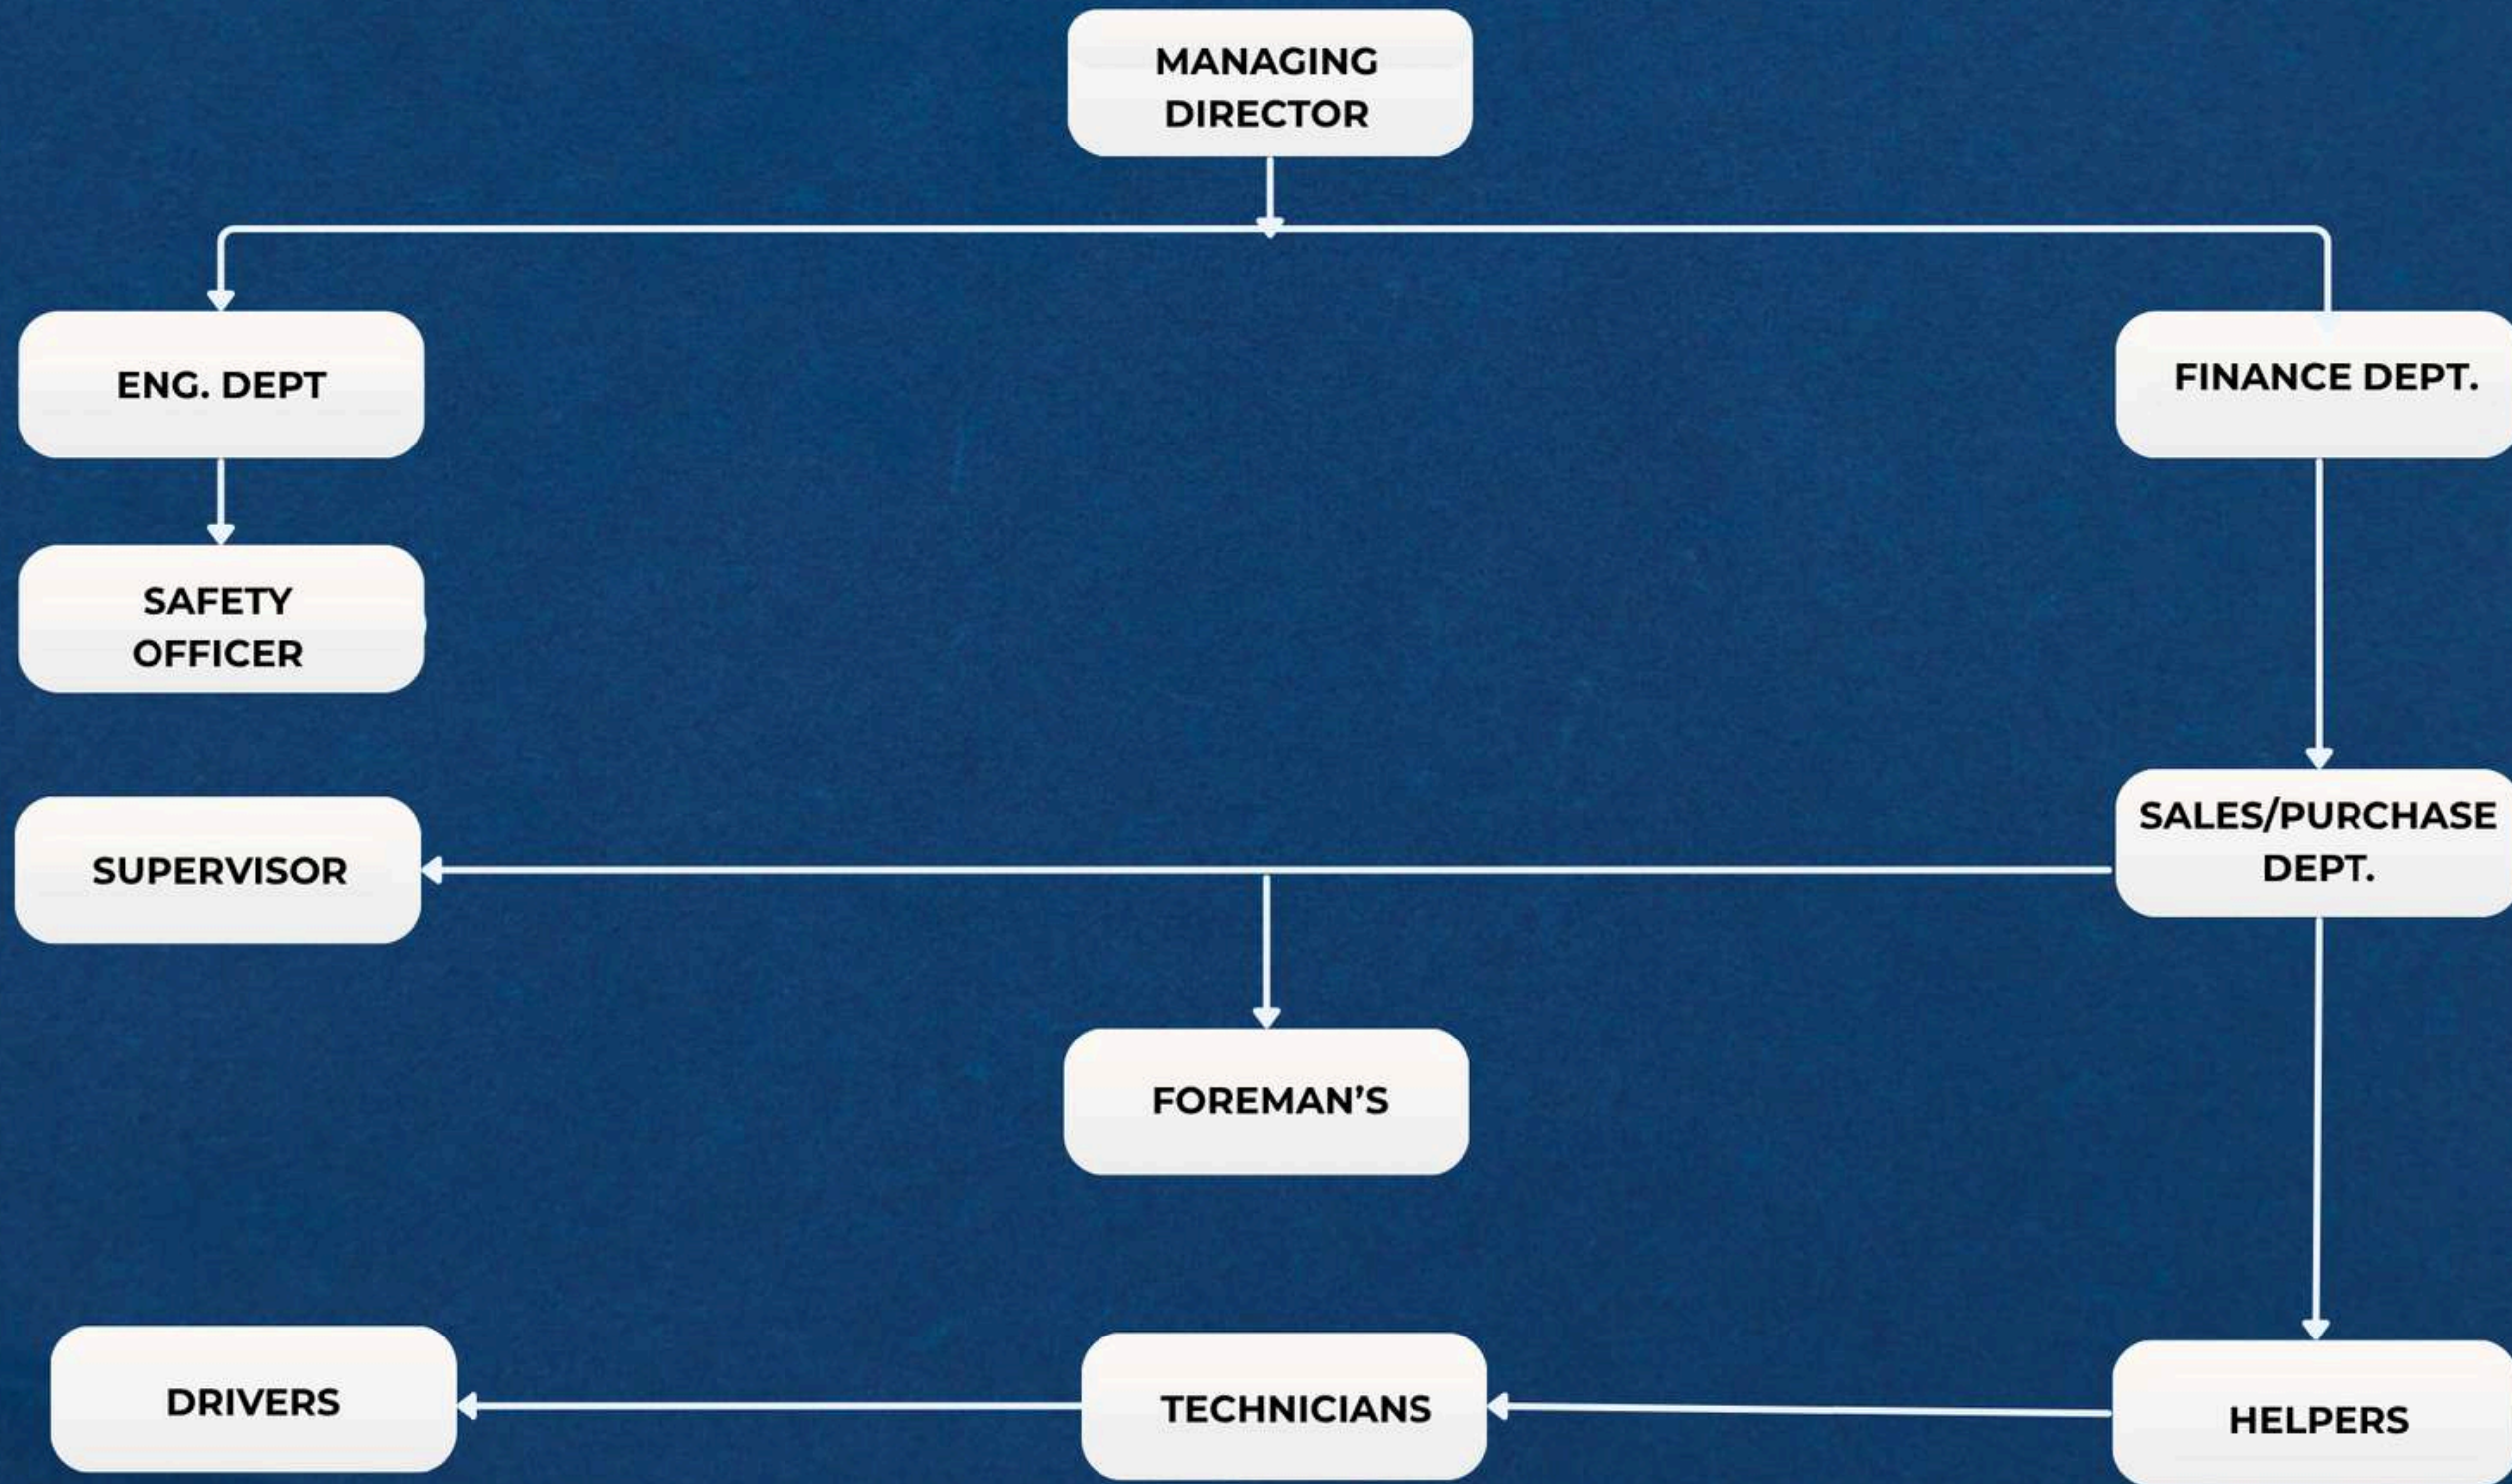 MANAGING
DIRECTOR
ENG. DEPT
FINANCE DEPT.
SAFETY
OFFICER
SALES/PURCHASE
DEPT.
SUPERVISOR
FOREMAN’S
DRIVERS
TECHNICIANS
HELPERS